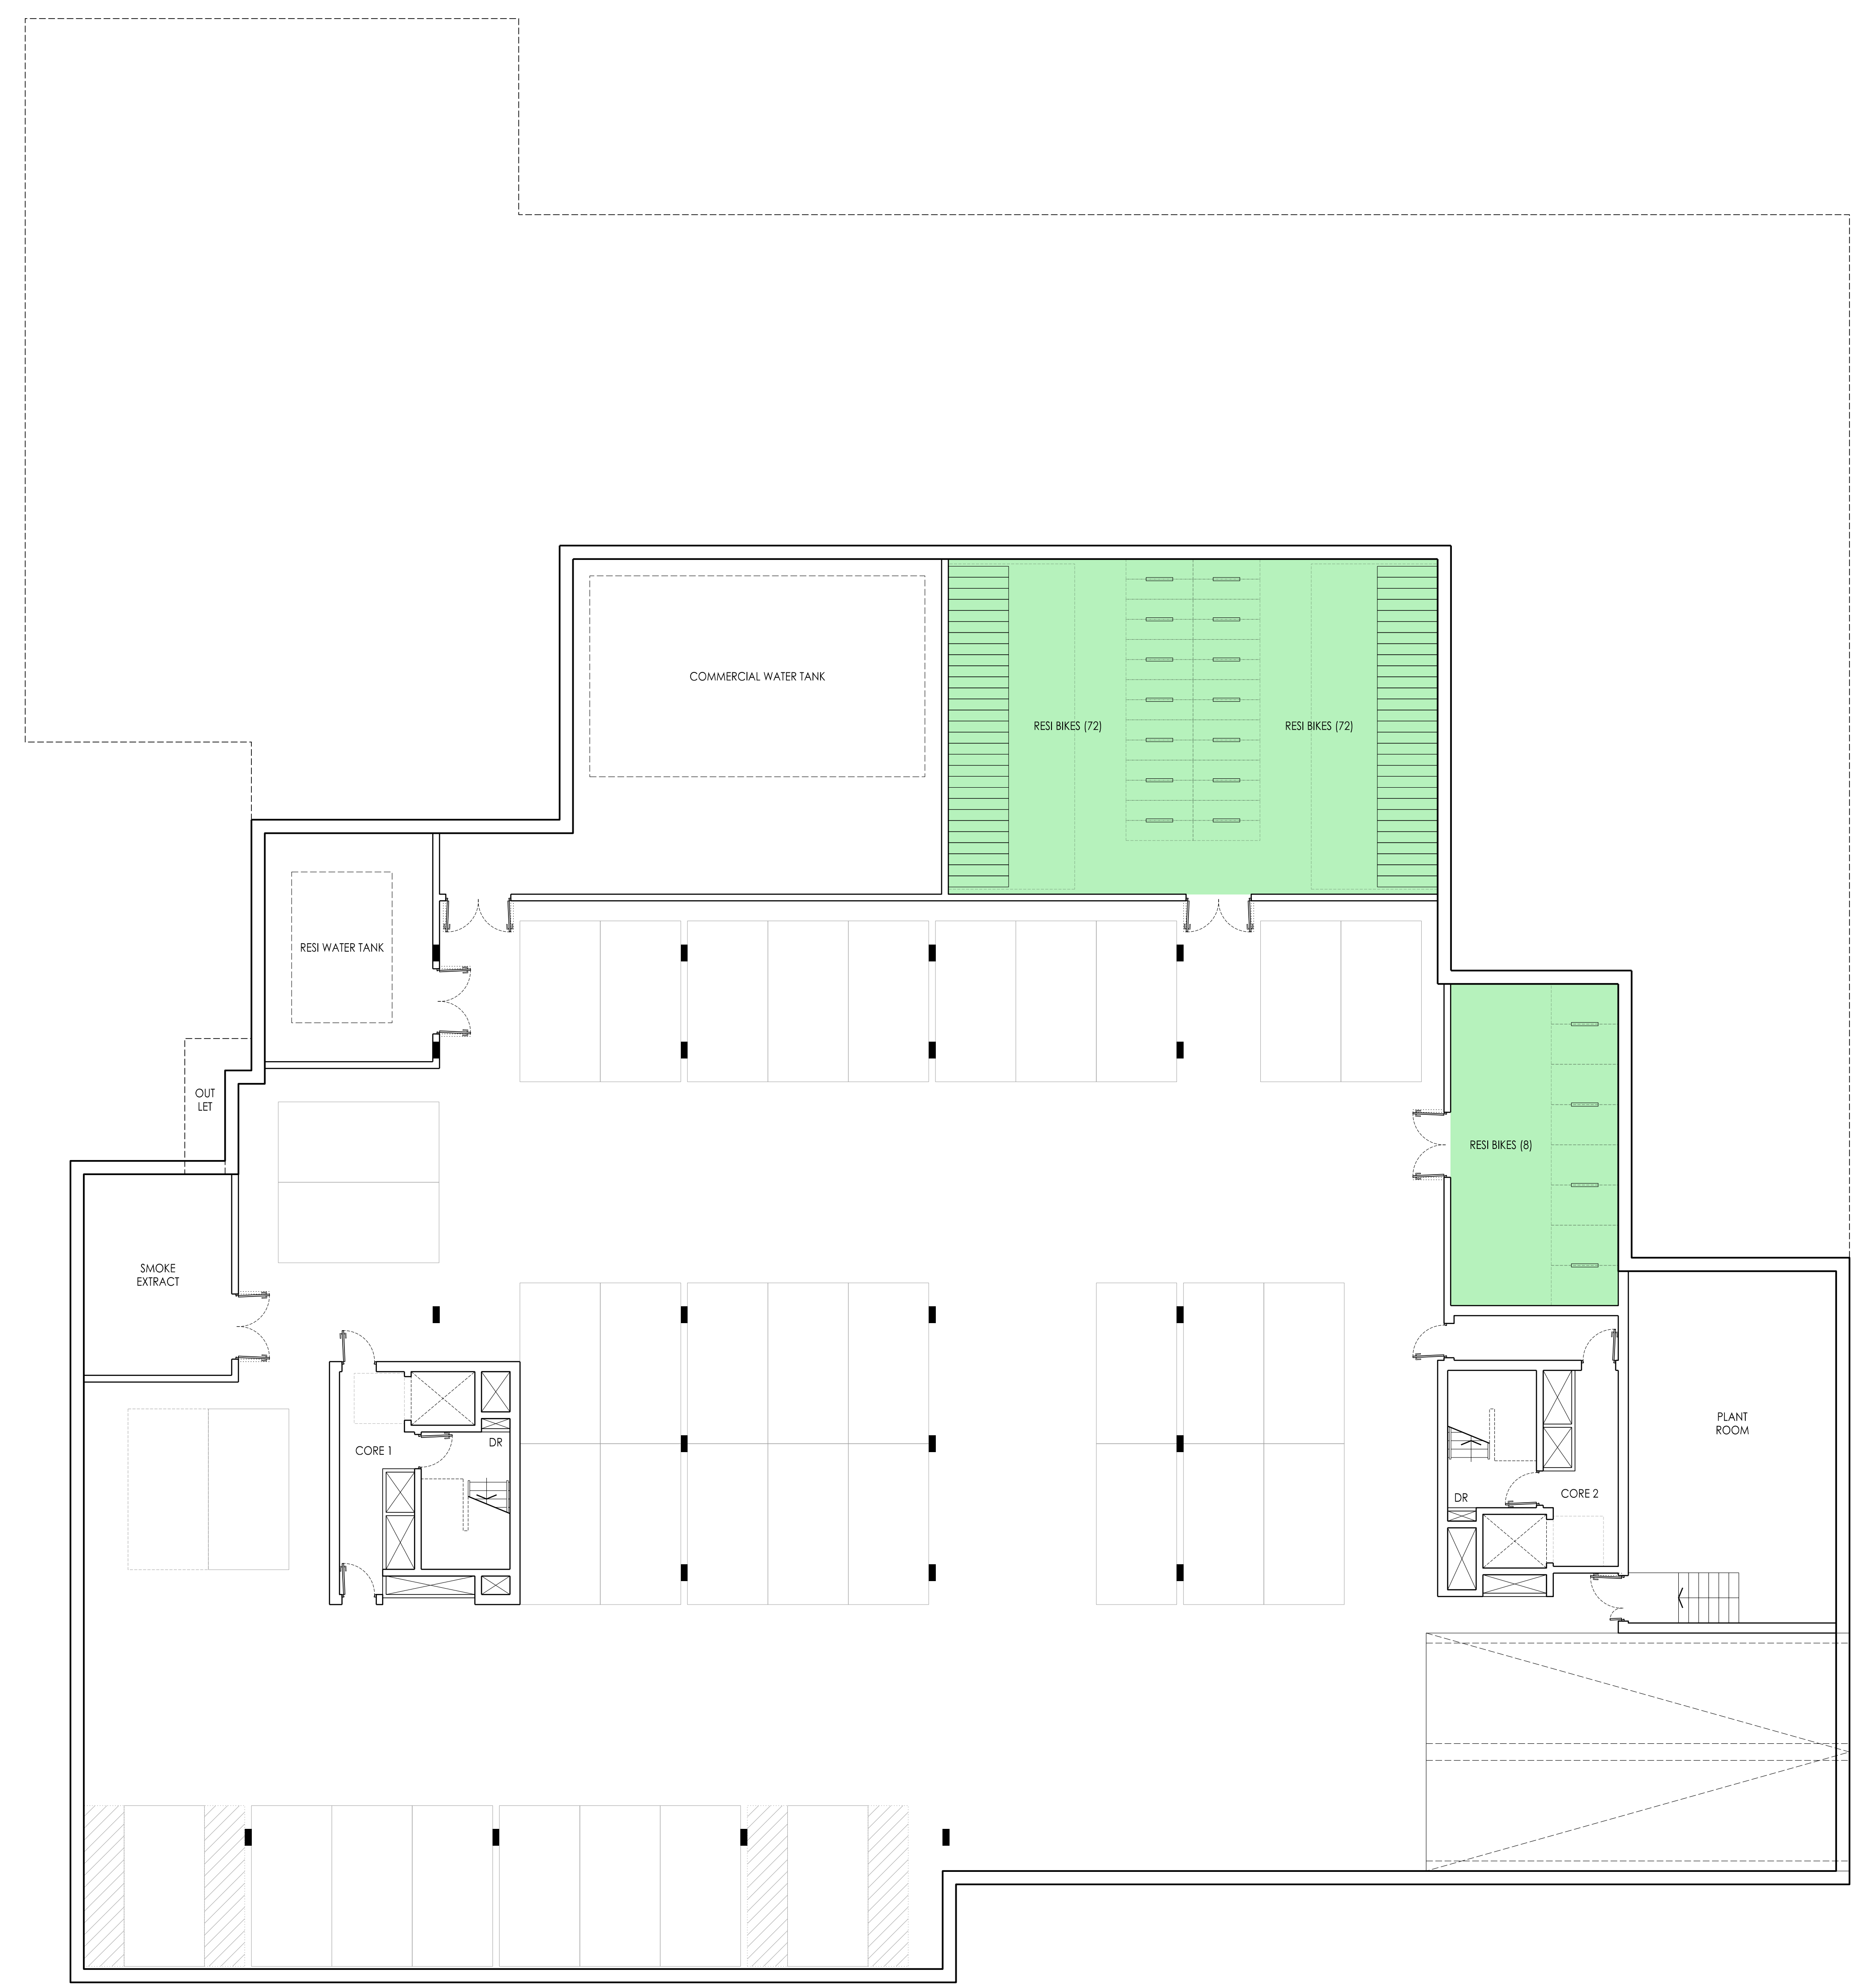 COMMERCIAL WATER TANK
RESI BIKES (72)
RESI BIKES (72)
RESI WATER TANK
OUT
LET
RESI BIKES (8)
SMOKE
EXTRACT
CORE 1
DR
PLANT
ROOM
DR
CORE 2